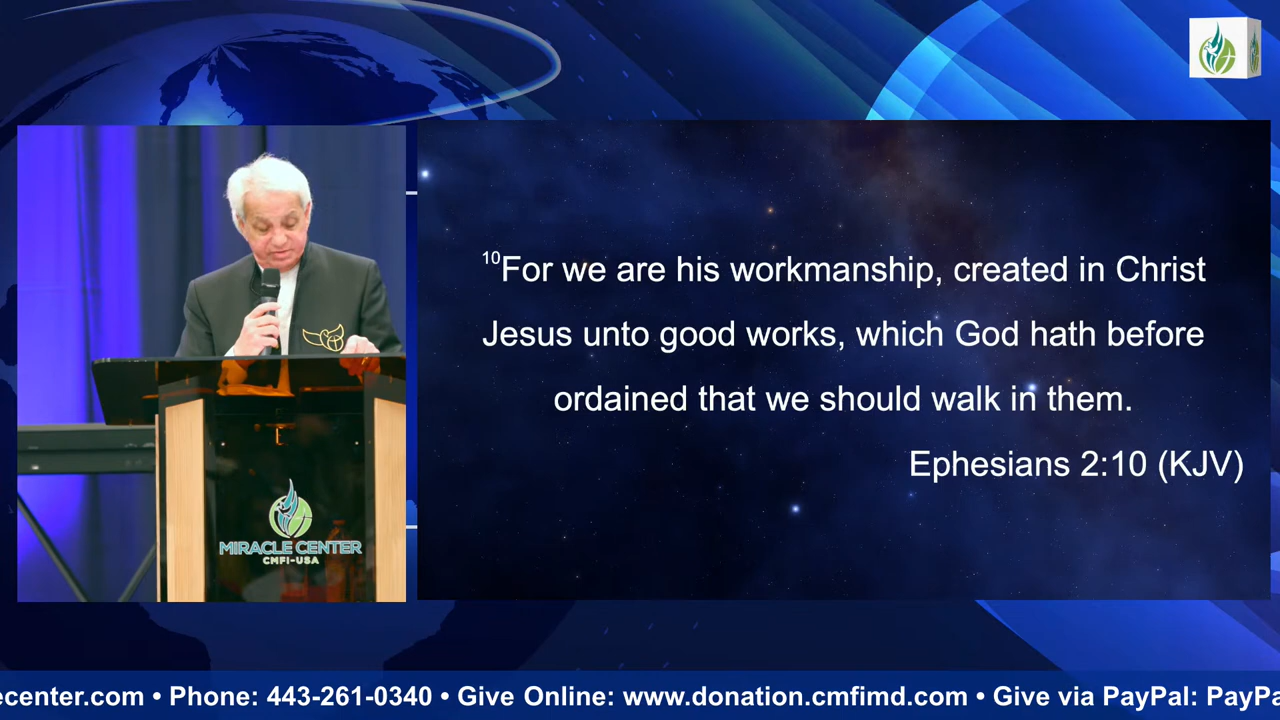 ¹⁰For we are his workmanship, created in Christ
Jesus unto good works, which God hath before
ordained that we should walk in them.
Ephesians 2:10 (KJV)
MIRACLE CENTER
CMFI-USA
ecenter.com • Phone: 443-261-0340 • Give Online: www.donation.cmfimd.com • Give via PayPal: PayPa